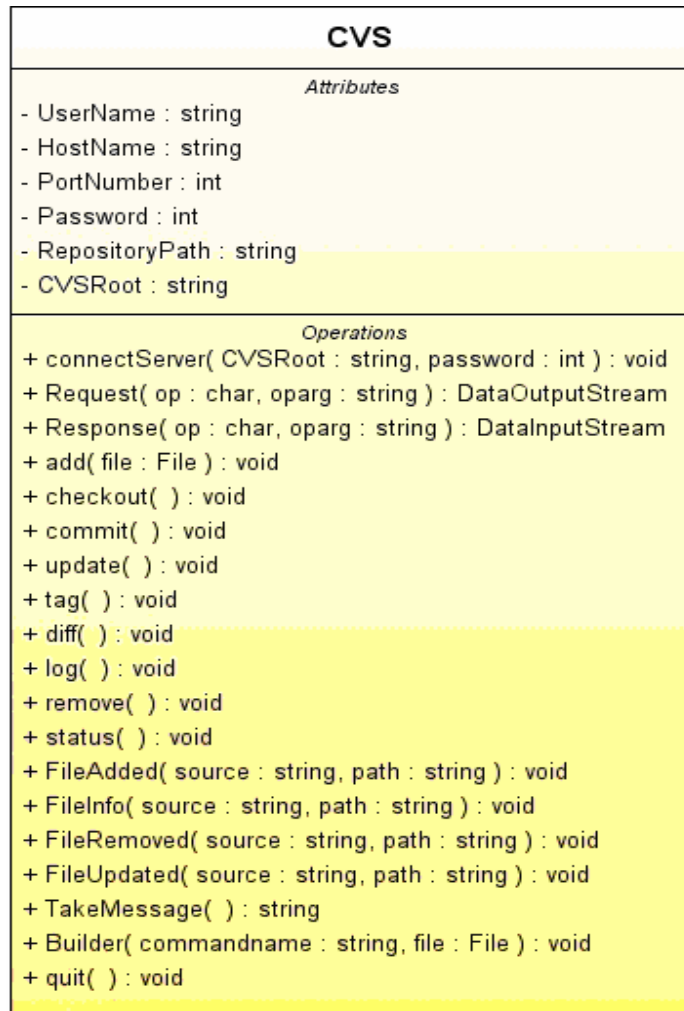 CVS
Attributes
- UserName : string
- HostName : string
- PortNumber : int
- Password : int
- RepositoryPath : string
- CVSRoot : string
Operations
+ connectServer( CVSRoot : string, password : int ) : void
+ Request( op : char, oparg : string ) : DataOutputStream
+ Response( op : char, oparg : string ) : DataInputStream
+ add( file : File ) : void
+ checkout( ) : void
+ commit( ) : void
+ update( ) : void
+ tag( ) : void
+ diff( ) : void
+ log( ) : void
+ remove( ) : void
+ status( ) : void
+ FileAdded( source : string, path : string ) : void
+ FileInfo( source : string, path : string ) : void
+ FileRemoved( source : string, path : string ) : void
+ FileUpdated( source : string, path : string ) : void
+ TakeMessage( ) : string
+ Builder( commandname : string, file : File ) : void
+ quit( ) : void